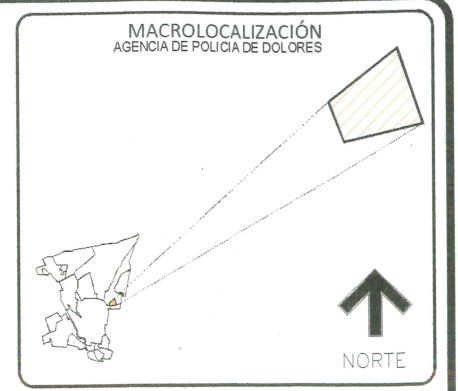 MACROLOCALIZACIÓN
AGENCIA DE POLICIA DE DOLORES
NORTE